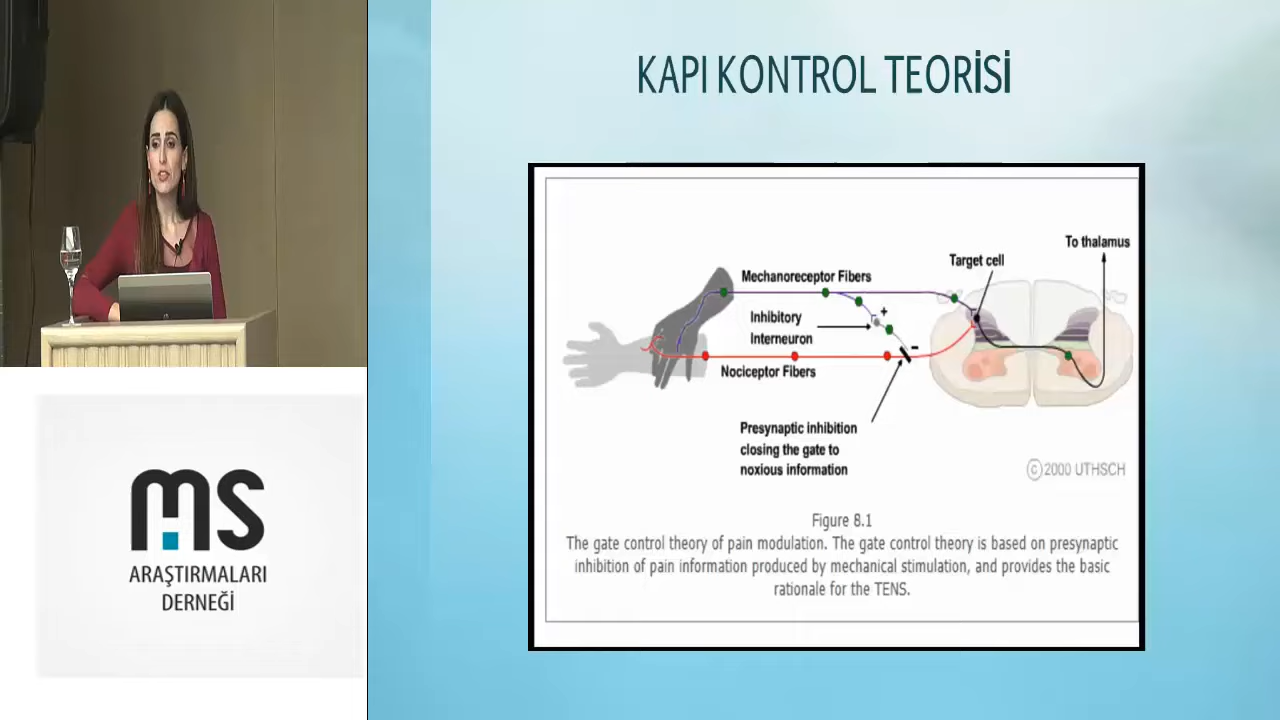 KAPI KONTROL TEORİSİ
To thalamus
Target cell
Mechanoreceptor Fibers
Inhibitory
Interneuron
+
-
Nociceptor Fibers
Presynaptic inhibition
closing the gate to
noxious information
©2000 UTHSCH
Figure 8.1
The gate control theory of pain modulation. The gate control theory is based on presynaptic
inhibition of pain information produced by mechanical stimulation, and provides the basic
rationale for the TENS.
MS
ARAŞTIRMALARI
DERNEĞİ